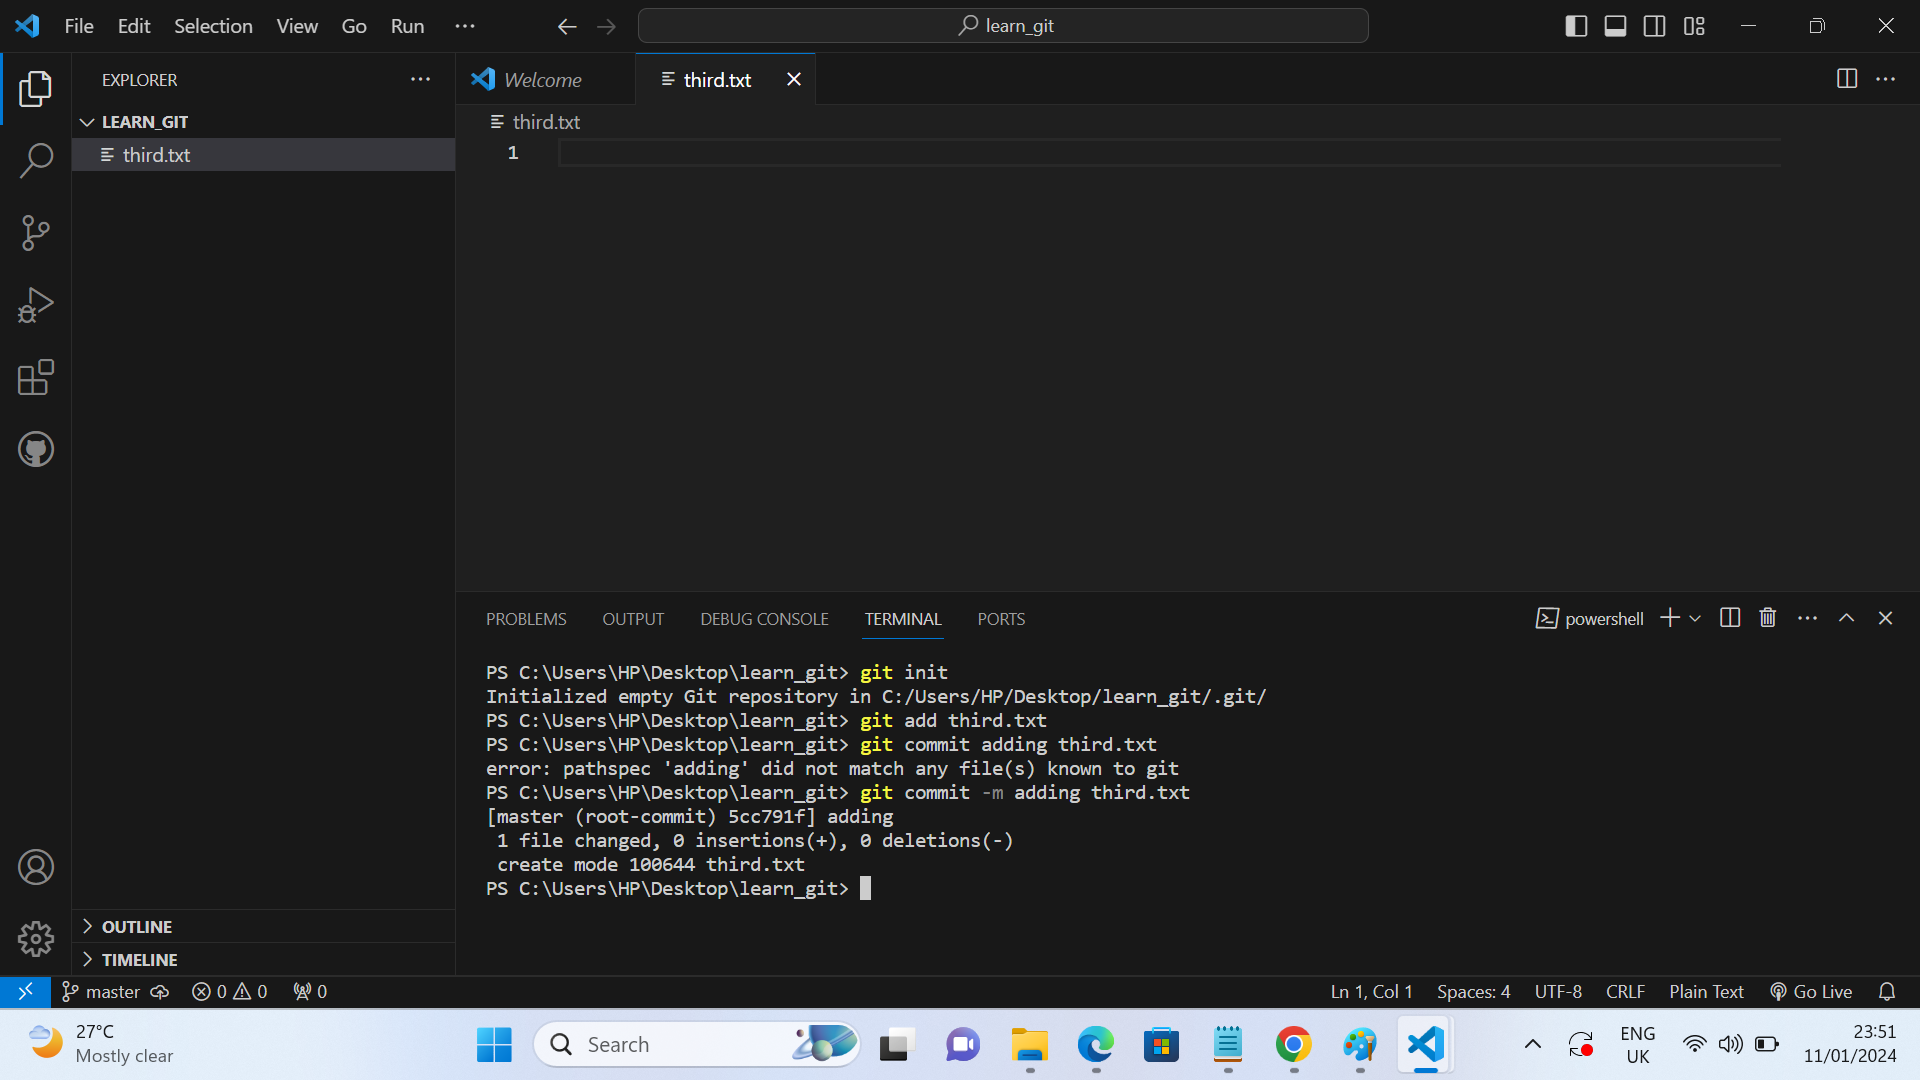 File Edit Selection View Go Run ···
learn_git
EXPLORER
Welcome
third.txt
LEARN_GIT
third.txt
third.txt
1
PROBLEMS OUTPUT DEBUG CONSOLE TERMINAL PORTS
powershell
PS C:\Users\HP\Desktop\learn_git> git init
Initialized empty Git repository in C:/Users/HP/Desktop/learn_git/.git/
PS C:\Users\HP\Desktop\learn_git> git add third.txt
PS C:\Users\HP\Desktop\learn_git> git commit adding third.txt
error: pathspec 'adding' did not match any file(s) known to git
PS C:\Users\HP\Desktop\learn_git> git commit -m adding third.txt
[master (root-commit) 5cc791f] adding
1 file changed, 0 insertions(+), 0 deletions(-)
create mode 100644 third.txt
PS C:\Users\HP\Desktop\learn_git>
OUTLINE
TIMELINE
master 0 0 0
Ln 1, Col 1 Spaces: 4 UTF-8 CRLF Plain Text Go Live
27°C
Mostly clear
Search
ENG
UK
23:51
11/01/2024